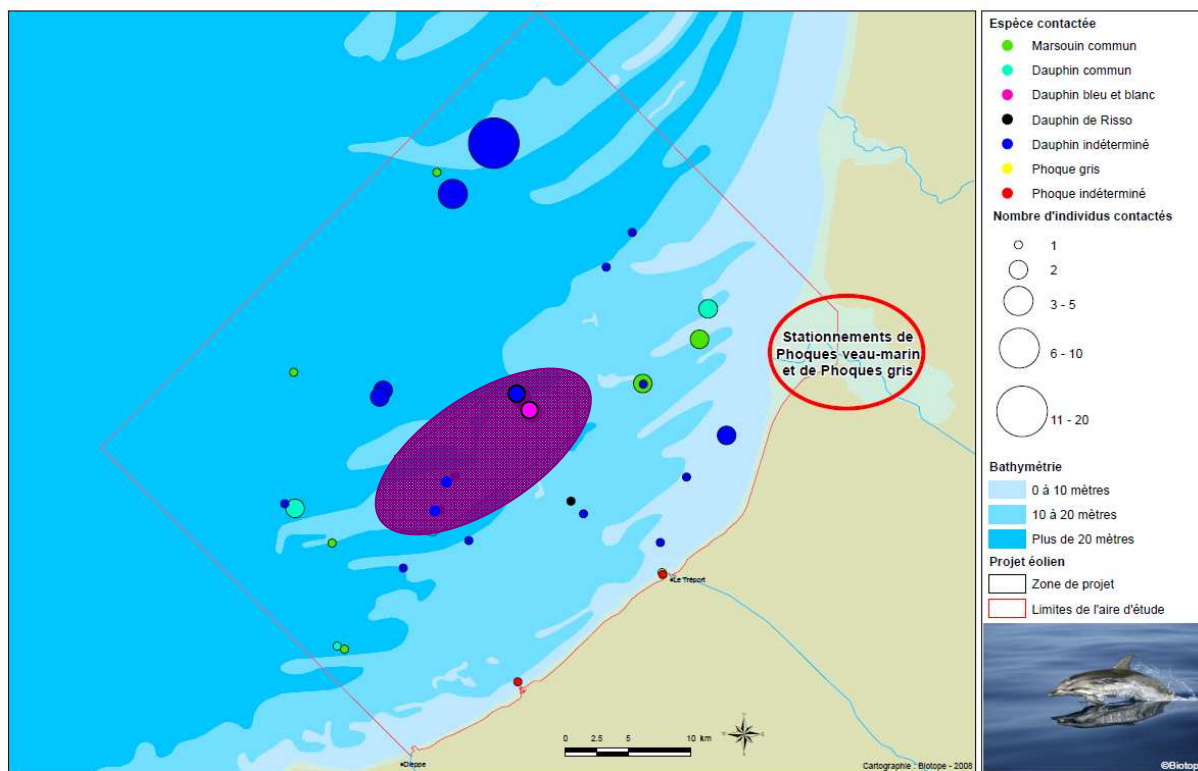 Stationnements de
Phoques veau-marin
et de Phoques gris
Le Tréport
Dieppe
0 2.5 5 10 km
Cartographie : Biotope - 2008
Espèce contactée
Marsouin commun
Dauphin commun
Dauphin bleu et blanc
Dauphin de Risso
Dauphin indéterminé
Phoque gris
Phoque indéterminé
Nombre d'individus contactés
1
2
3 - 5
6 - 10
11 - 20
Bathymétrie
0 à 10 mètres
10 à 20 mètres
Plus de 20 mètres
Projet éolien
Zone de projet
Limites de l'aire d'étude
©Biotop